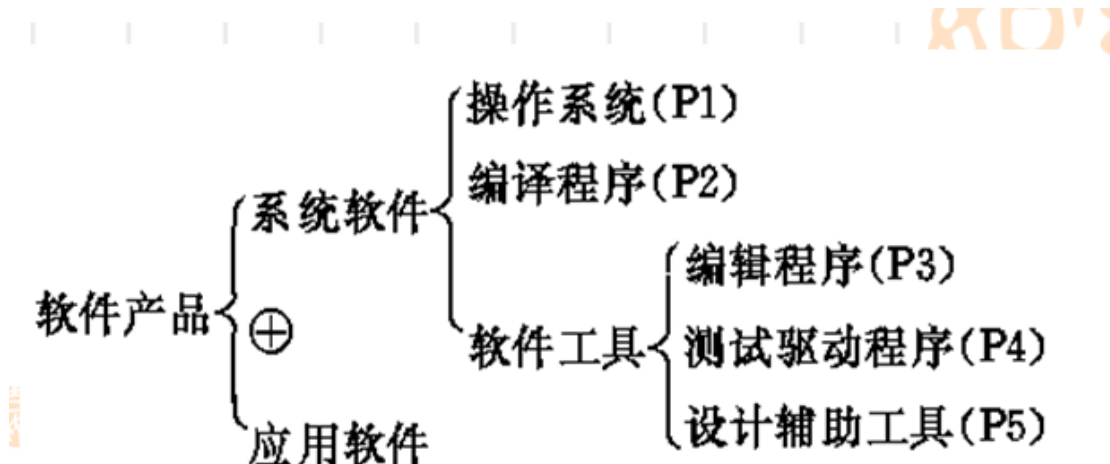 操作系统(P1)
编译程序(P2)
系统软件
编辑程序(P3)
软件产品
⊕
软件工具
测试驱动程序(P4)
应用软件
设计辅助工具(P5)